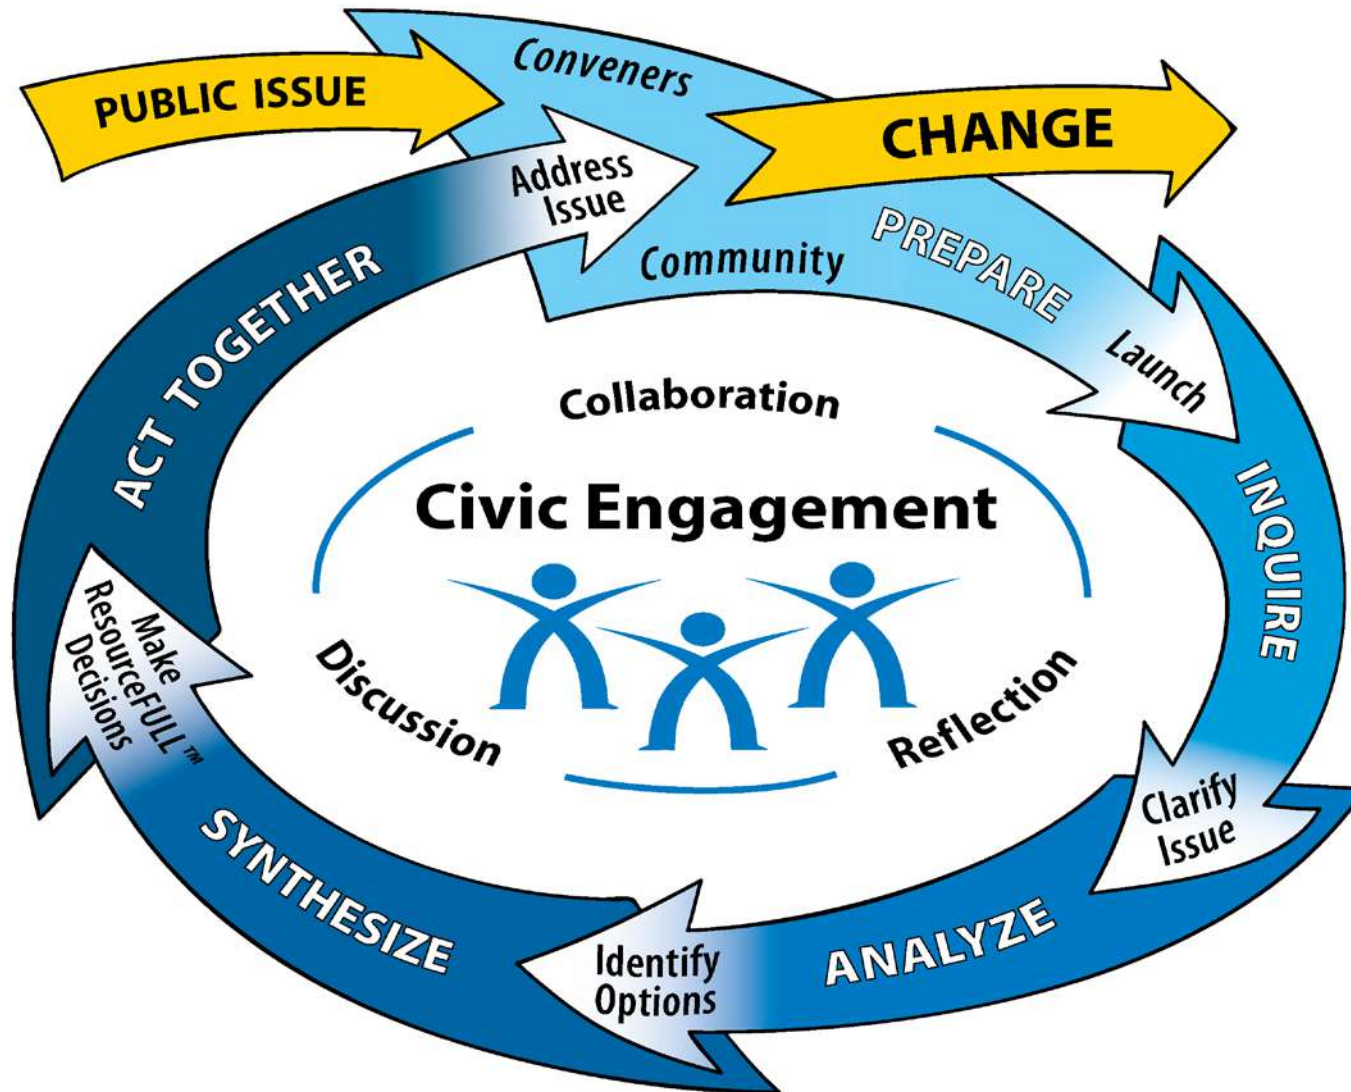 PUBLIC ISSUE
Conveners
CHANGE
Address
Issue
Community
PREPARE
Launch
INQUIRE
Clarify
Issue
ANALYZE
Identify
Options
SYNTHESIZE
Make
ResourceFULL™
Decisions
ACT TOGETHER
Collaboration
Civic Engagement
Discussion
Reflection